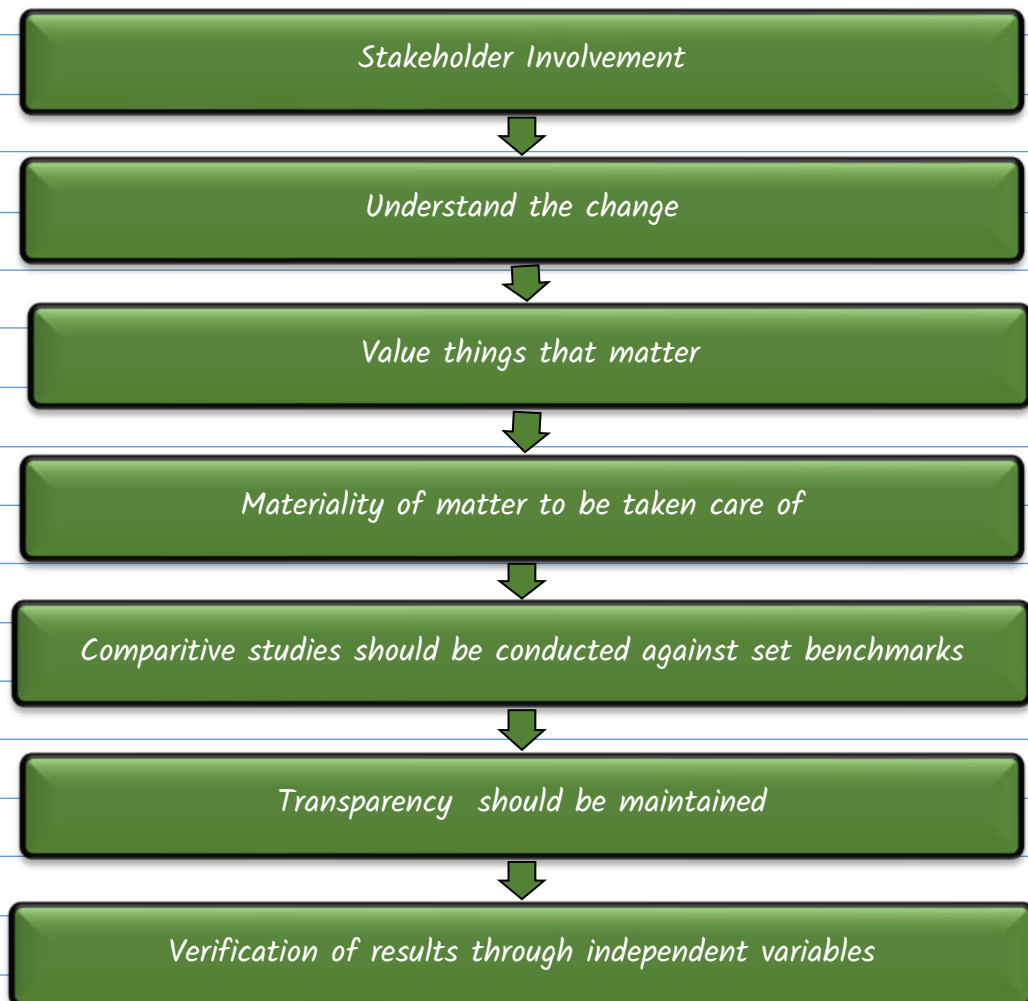 Stakeholder Involvement
Understand the change
Value things that matter
Materiality of matter to be taken care of
Comparitive studies should be conducted against set benchmarks
Transparency should be maintained
Verification of results through independent variables